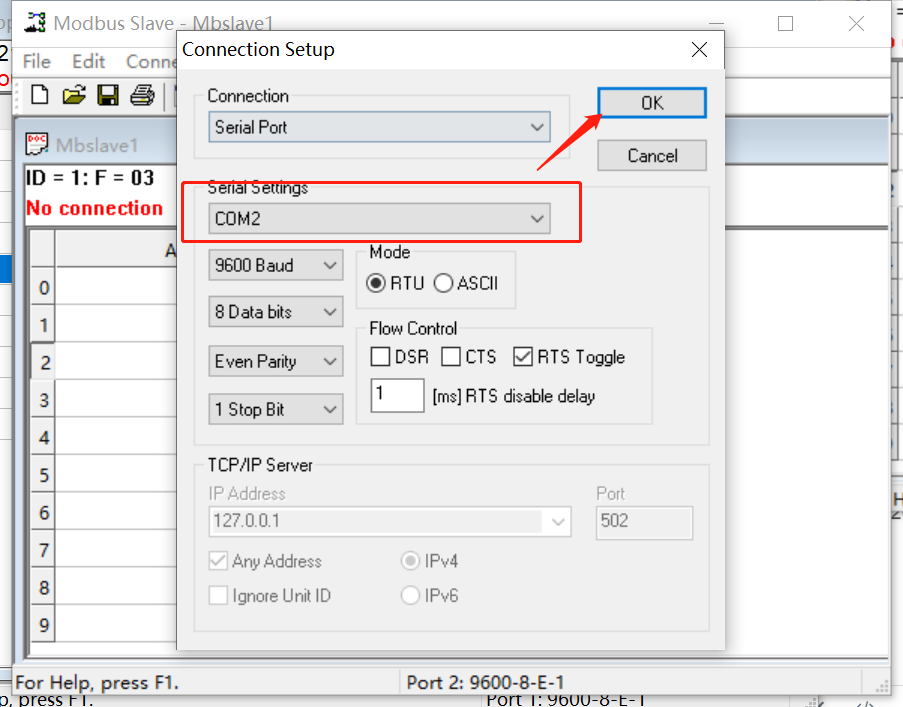 Modbus Slave - Mbslave1
File Edit Conne
Connection Setup
Connection
Serial Port
OK
Cancel
Mbslave1
ID = 1: F = 03
No connection
Serial Settings
COM2
A
9600 Baud
8 Data bits
Even Parity
1 Stop Bit
Mode
RTU ASCII
Flow Control
DSR CTS RTS Toggle
1 [ms] RTS disable delay
0
1
2
3
4
5
6
7
8
9
TCP/IP Server
IP Address Port
127.0.0.1 502
Any Address IPv4
Ignore Unit ID IPv6
For Help, press F1. Port 2: 9600-8-E-1
p, press F1. Port 1: 9600-8-E-1